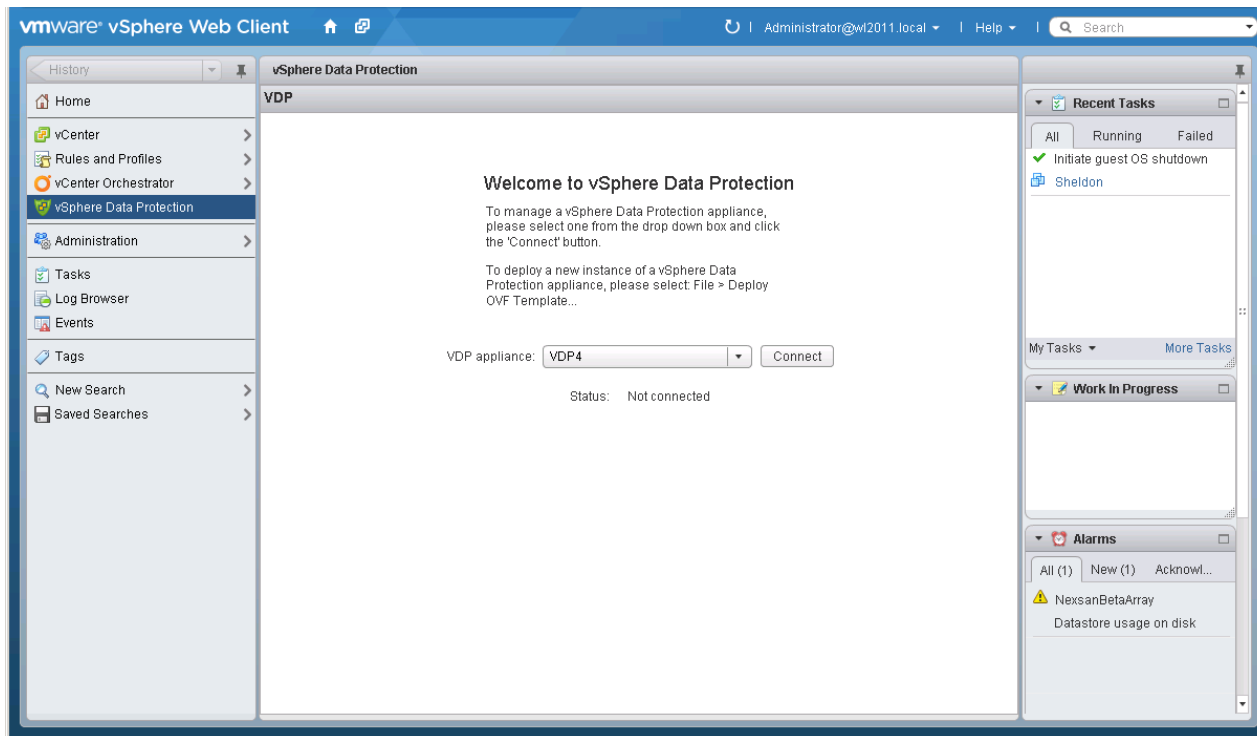 vmware® vSphere Web Client
Administrator@wl2011.local
Help
Search
History
Home
vCenter
Rules and Profiles
vCenter Orchestrator
vSphere Data Protection
Administration
Tasks
Log Browser
Events
Tags
New Search
Saved Searches
vSphere Data Protection
VDP
Welcome to vSphere Data Protection
To manage a vSphere Data Protection appliance,
please select one from the drop down box and click
the 'Connect' button.
To deploy a new instance of a vSphere Data
Protection appliance, please select: File > Deploy
OVF Template...
VDP appliance: VDP4 Connect
Status: Not connected
Recent Tasks
All Running Failed
Initiate guest OS shutdown
Sheldon
My Tasks More Tasks
Work In Progress
Alarms
All (1) New (1) Acknowl...
NexsanBetaArray
Datastore usage on disk